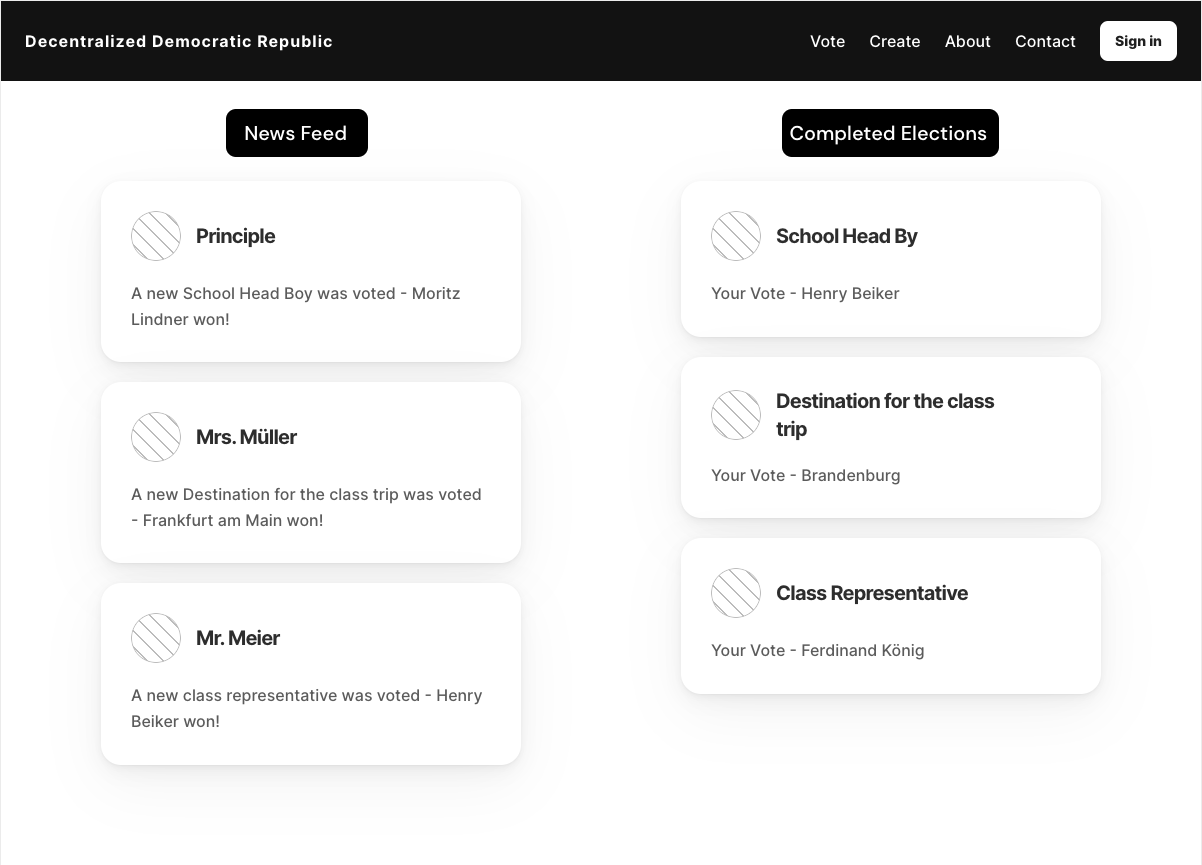 Decentralized Democratic Republic
Vote
Create
About
Contact
Sign in
News Feed
Principle
A new School Head Boy was voted - Moritz
Lindner won!
Mrs. Müller
A new Destination for the class trip was voted
- Frankfurt am Main won!
Mr. Meier
A new class representative was voted - Henry
Beiker won!
Completed Elections
School Head By
Your Vote - Henry Beiker
Destination for the class
trip
Your Vote - Brandenburg
Class Representative
Your Vote - Ferdinand König